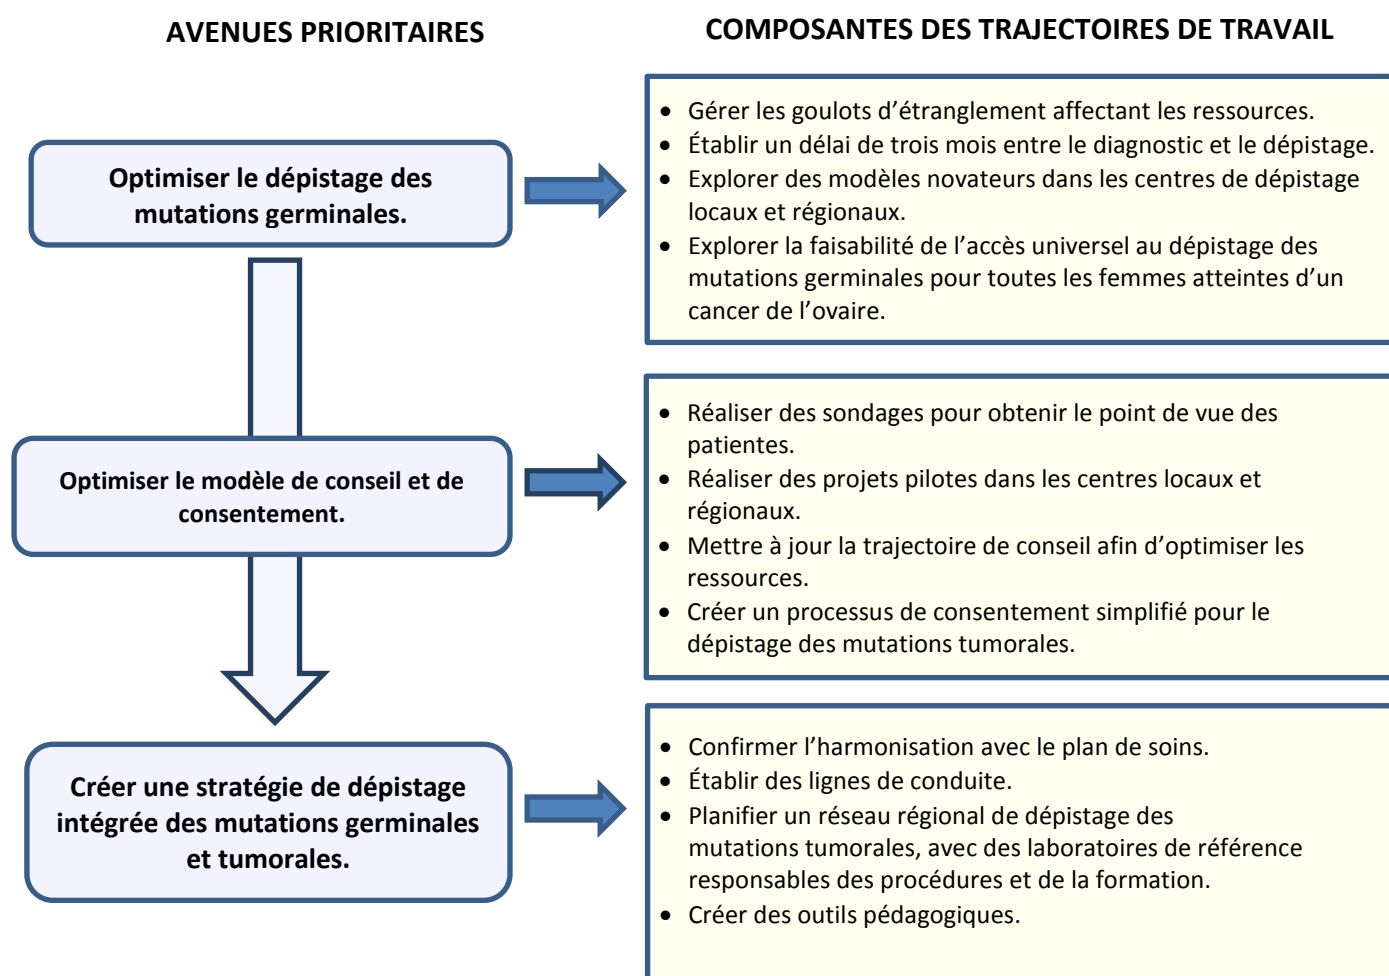 AVENUES PRIORITAIRES
COMPOSANTES DES TRAJECTOIRES DE TRAVAIL
Optimiser le dépistage des
mutations germinales.
• Gérer les goulots d’étranglement affectant les ressources.
• Établir un délai de trois mois entre le diagnostic et le dépistage.
• Explorer des modèles novateurs dans les centres de dépistage
locaux et régionaux.
• Explorer la faisabilité de l’accès universel au dépistage des
mutations germinales pour toutes les femmes atteintes d’un
cancer de l’ovaire.
Optimiser le modèle de conseil et de
consentement.
• Réaliser des sondages pour obtenir le point de vue des
patientes.
• Réaliser des projets pilotes dans les centres locaux et
régionaux.
• Mettre à jour la trajectoire de conseil afin d’optimiser les
ressources.
• Créer un processus de consentement simplifié pour le
dépistage des mutations tumorales.
Créer une stratégie de dépistage
intégrée des mutations germinales
et tumorales.
• Confirmer l’harmonisation avec le plan de soins.
• Établir des lignes de conduite.
• Planifier un réseau régional de dépistage des
mutations tumorales, avec des laboratoires de référence
responsables des procédures et de la formation.
• Créer des outils pédagogiques.